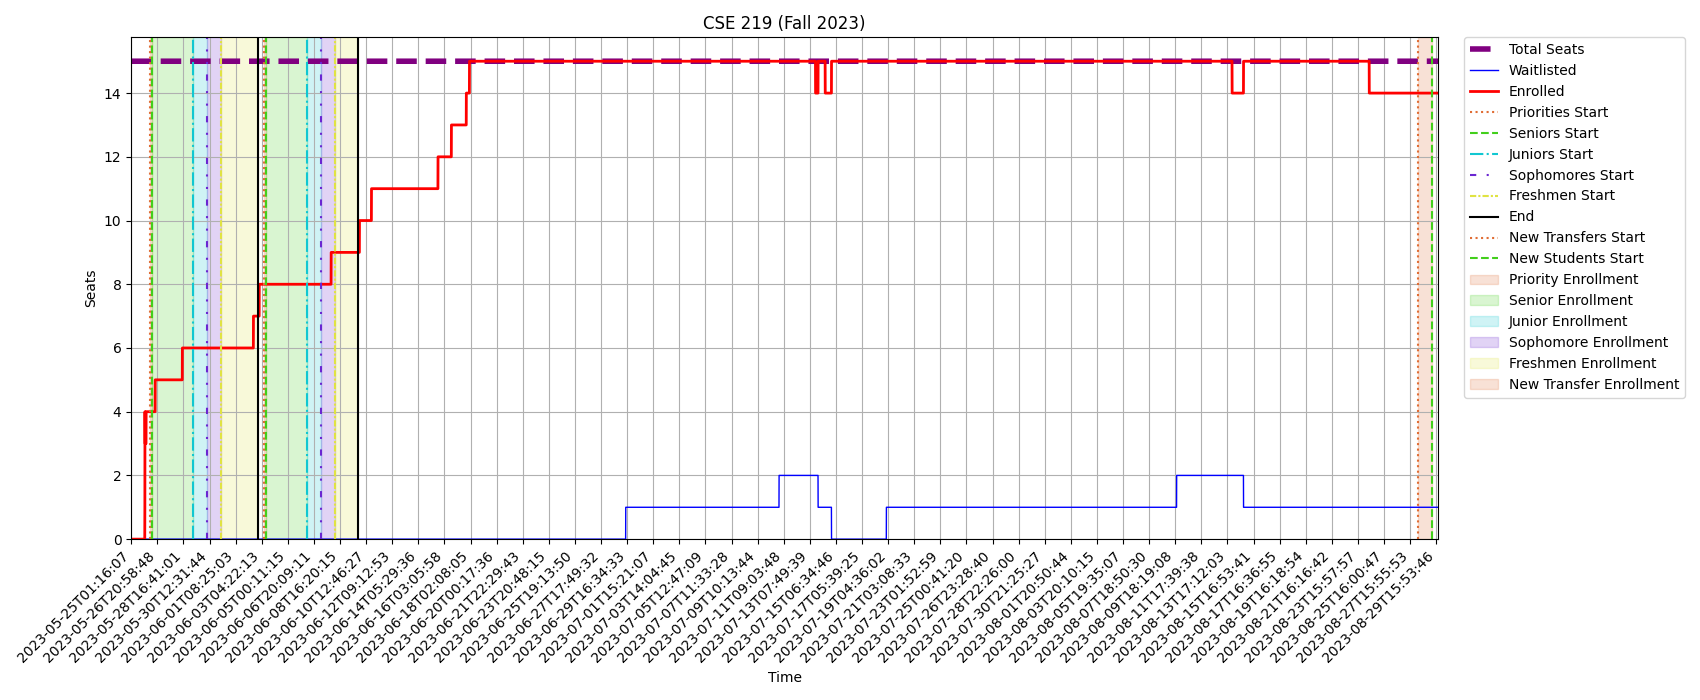 CSE 219 (Fall 2023)
Seats
14
12
10
8
6
4
2
0
2023-05-25T01:16:07
2023-05-26T20:58:48
2023-05-28T16:41:01
2023-05-30T12:31:44
2023-06-01T08:25:03
2023-06-03T04:22:13
2023-06-05T00:11:15
2023-06-06T20:09:11
2023-06-08T16:20:15
2023-06-10T12:46:27
2023-06-12T09:12:53
2023-06-14T05:29:36
2023-06-16T03:05:58
2023-06-18T02:08:05
2023-06-20T00:17:36
2023-06-21T22:29:43
2023-06-23T20:48:15
2023-06-25T19:13:50
2023-06-27T17:49:32
2023-06-29T16:34:33
2023-07-01T15:21:07
2023-07-03T14:04:45
2023-07-05T12:47:09
2023-07-07T11:33:28
2023-07-09T10:13:44
2023-07-11T09:03:48
2023-07-13T07:49:39
2023-07-15T06:34:46
2023-07-17T05:39:25
2023-07-19T04:36:02
2023-07-21T03:08:33
2023-07-23T01:52:59
2023-07-25T00:41:20
2023-07-26T23:28:40
2023-07-28T22:26:00
2023-07-30T21:25:27
2023-08-01T20:50:44
2023-08-03T20:10:15
2023-08-05T19:35:07
2023-08-07T18:50:30
2023-08-09T18:19:08
2023-08-11T17:39:38
2023-08-13T17:12:03
2023-08-15T16:53:41
2023-08-17T16:36:55
2023-08-19T16:18:54
2023-08-21T16:16:42
2023-08-23T15:57:57
2023-08-25T16:00:47
2023-08-27T15:55:53
2023-08-29T15:53:46
Time
Total Seats
Waitlisted
Enrolled
Priorities Start
Seniors Start
Juniors Start
Sophomores Start
Freshmen Start
End
New Transfers Start
New Students Start
Priority Enrollment
Senior Enrollment
Junior Enrollment
Sophomore Enrollment
Freshmen Enrollment
New Transfer Enrollment